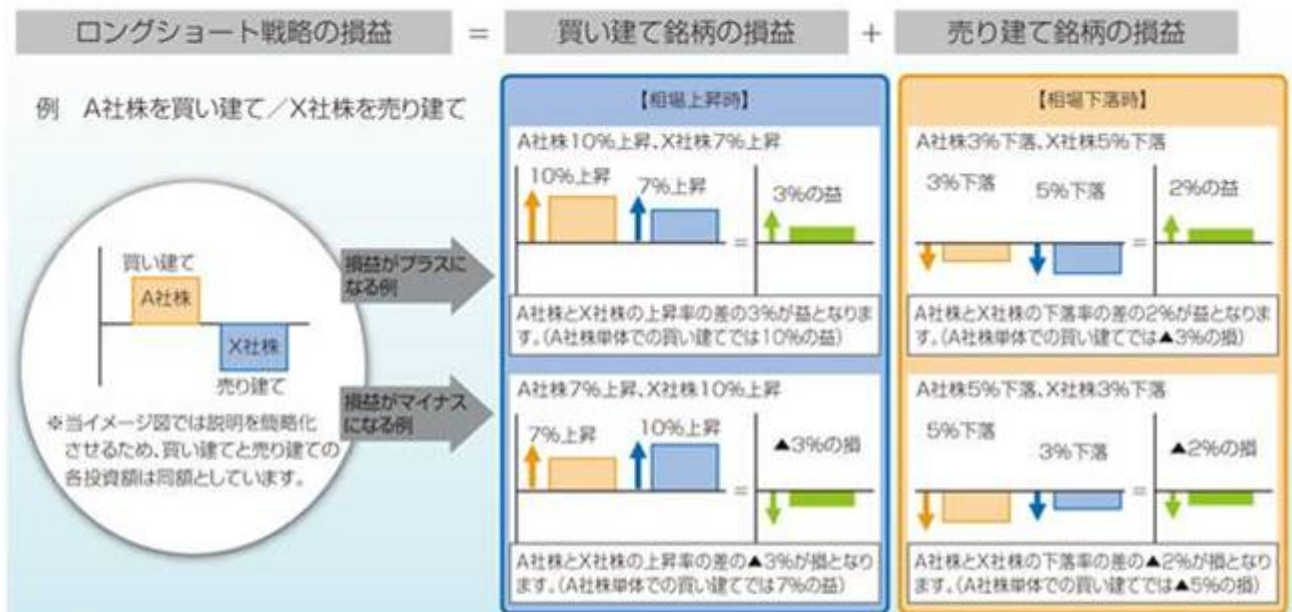 ロングショート戦略の損益 = 買い建て銘柄の損益 + 売り建て銘柄の損益
例 A社株を買い建て/X社株を売り建て
買い建て
A社株
X社株
売り建て
※当イメージ図では説明を簡略化
させるため、買い建てと売り建ての
各投資額は同額としています。
損益がプラスに
なる例
損益がマイナス
になる例
【相場上昇時】
A社株10%上昇、X社株7%上昇
10%上昇
7%上昇
=
3%の益
A社株とX社株の上昇率の差の3%が益となりま
す。(A社株単体での買い建てでは10%の益)
A社株7%上昇、X社株10%上昇
7%上昇
10%上昇
=
▲3%の損
A社株とX社株の上昇率の差の▲3%が損となり
ます。(A社株単体での買い建てでは7%の益)
【相場下落時】
A社株3%下落、X社株5%下落
3%下落
5%下落
=
2%の益
A社株とX社株の下落率の差の2%が益となりま
す。(A社株単体での買い建てでは▲3%の損)
A社株5%下落、X社株3%下落
5%下落
3%下落
=
▲2%の損
A社株とX社株の下落率の差の▲2%が損となり
ます。(A社株単体での買い建てでは▲5%の損)